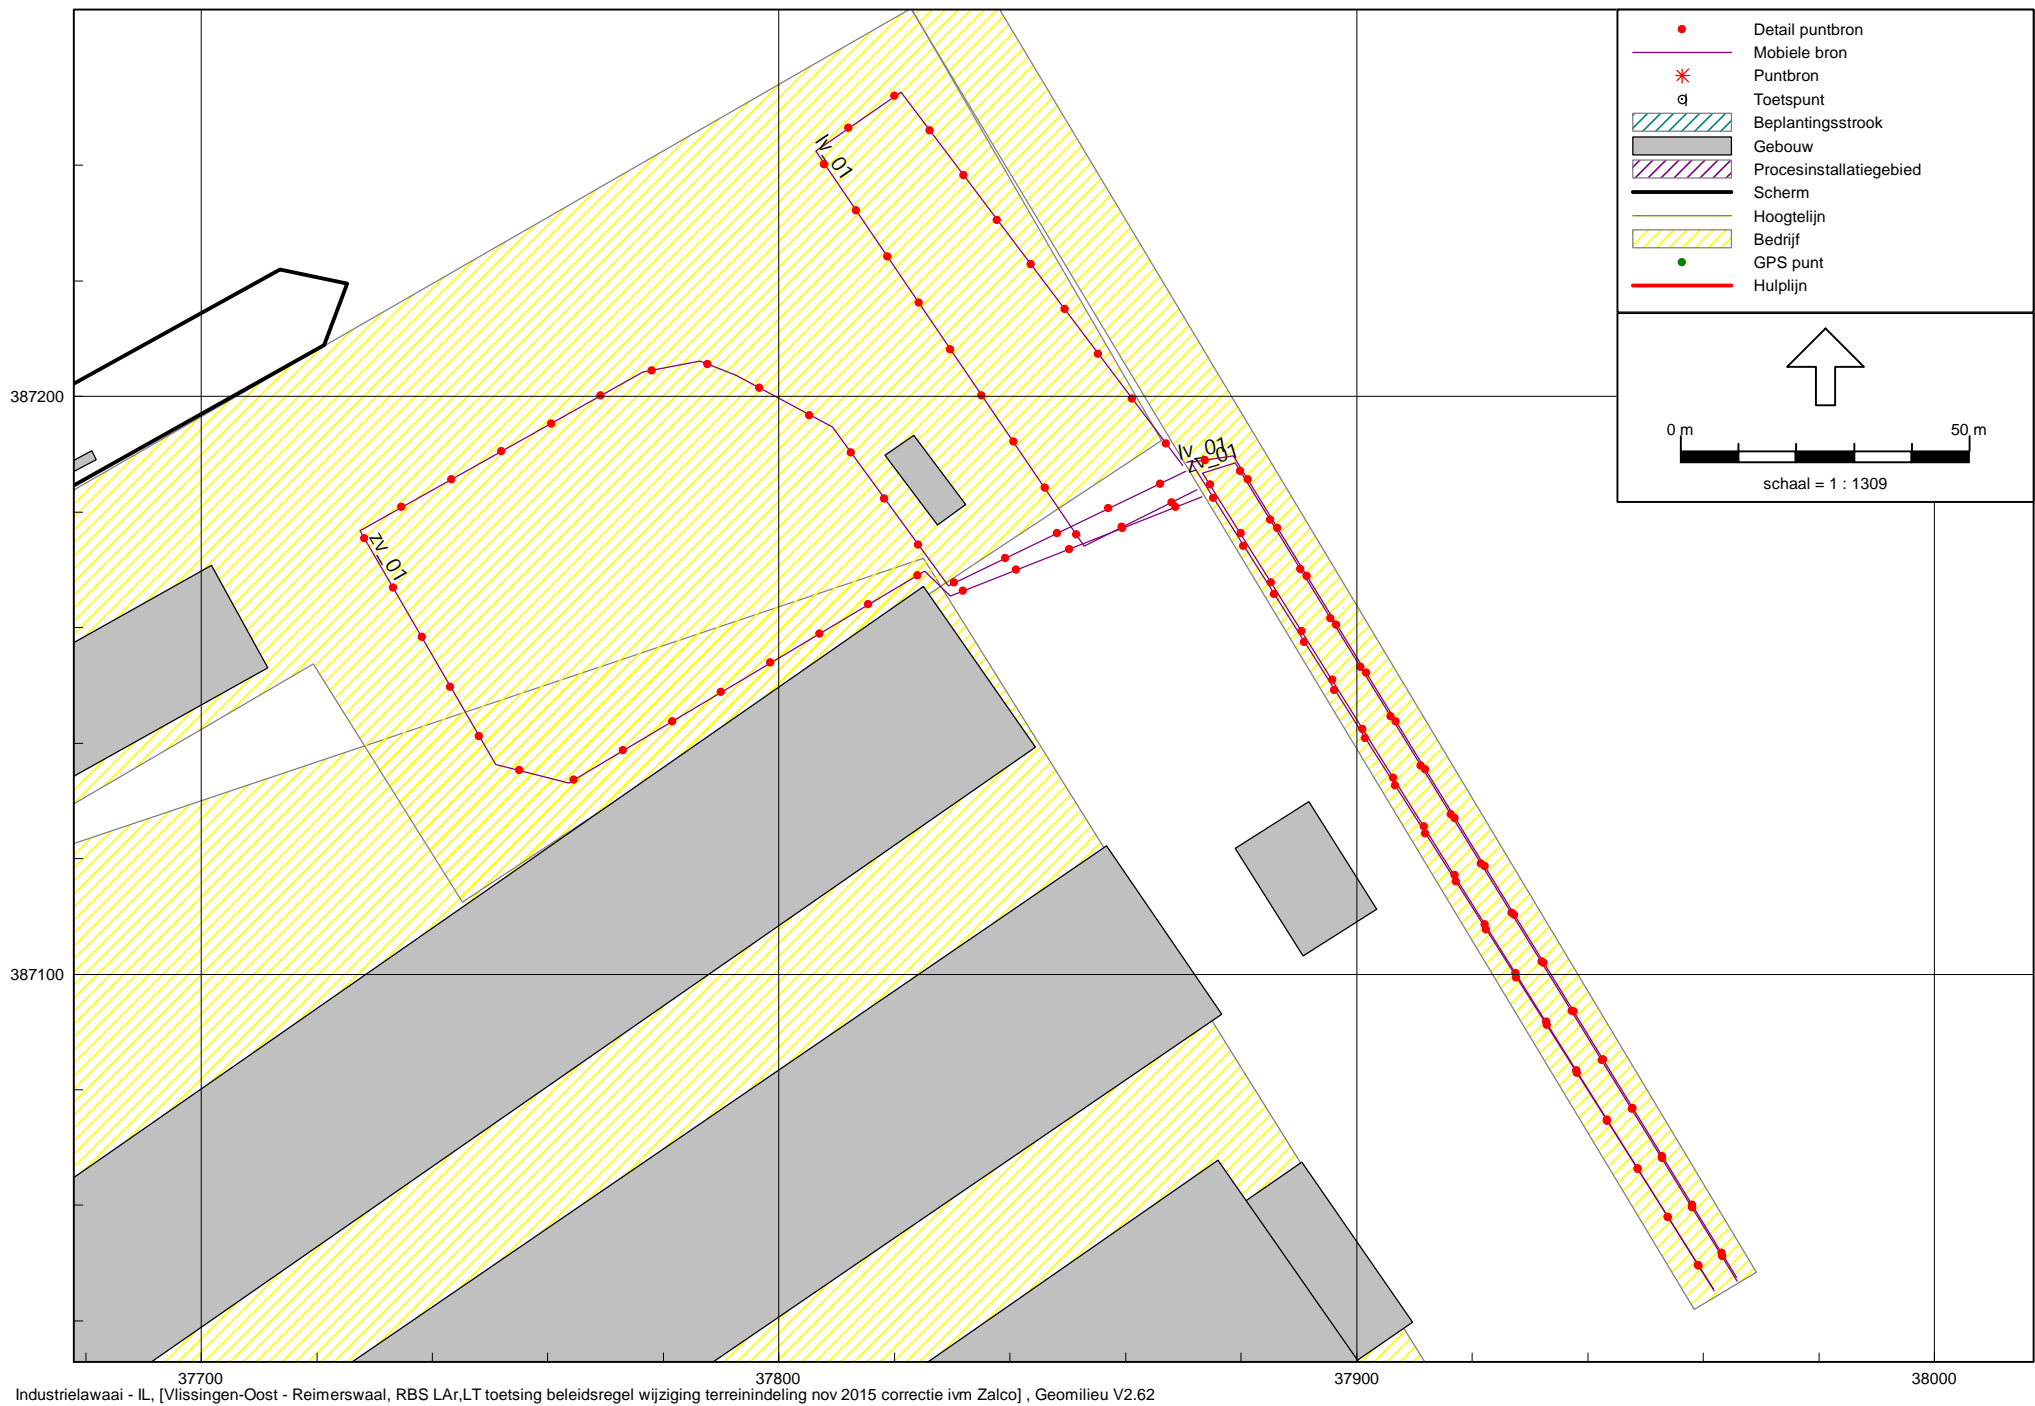 Detail puntbron
Mobiele bron
Puntbron
Toetspunt
Beplantingsstrook
Gebouw
Procesinstallatiegebied
Scherm
Hoogtelijn
Bedrijf
GPS punt
Hulplijn
0 m 50 m
schaal = 1 : 1309
lv_01
387200
lv_01
zv_01
zv_01
387100
37700 37800 37900 38000
Industrielawaai - IL, [Vlissingen-Oost - Reimerswaal, RBS LAr,LT toetsing beleidsregel wijziging terreinindeling nov 2015 correctie ivm Zalco] , Geomilieu V2.62